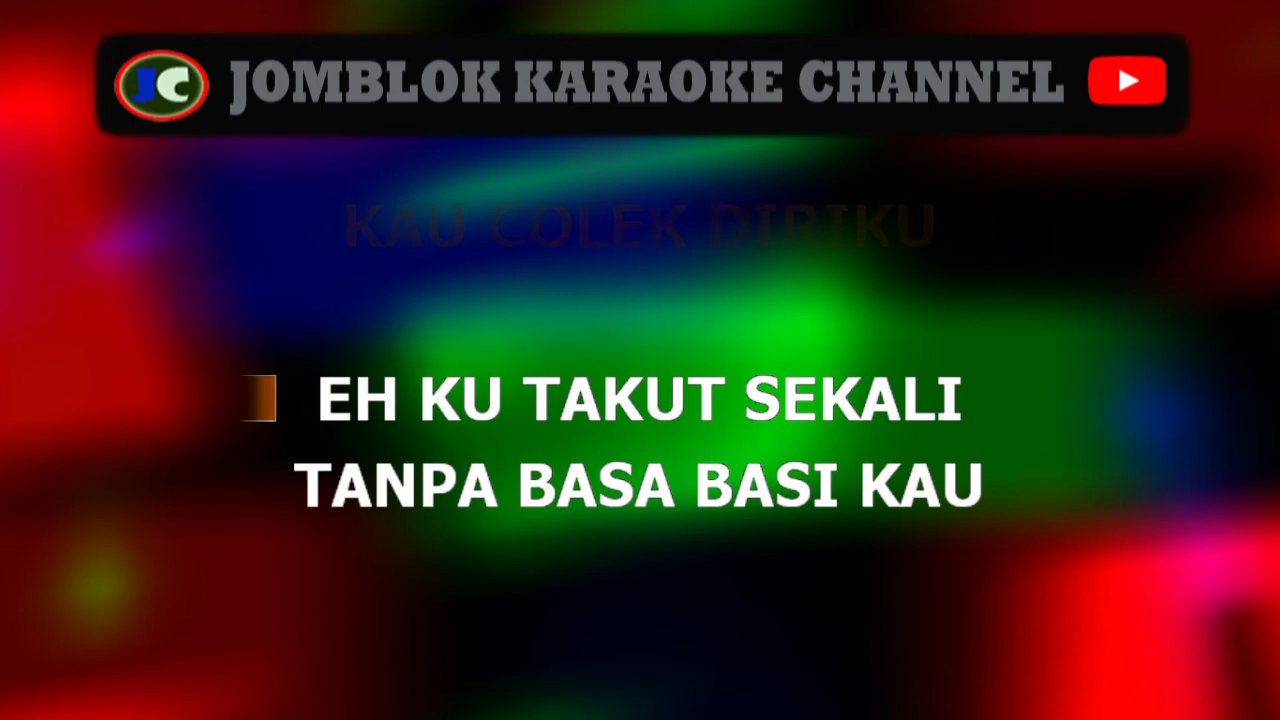 JC JOMBLOK KARAOKE CHANNEL
KAU COLEK DIRIKU
EH KU TAKUT SEKALI
TANPA BASA BASI KAU